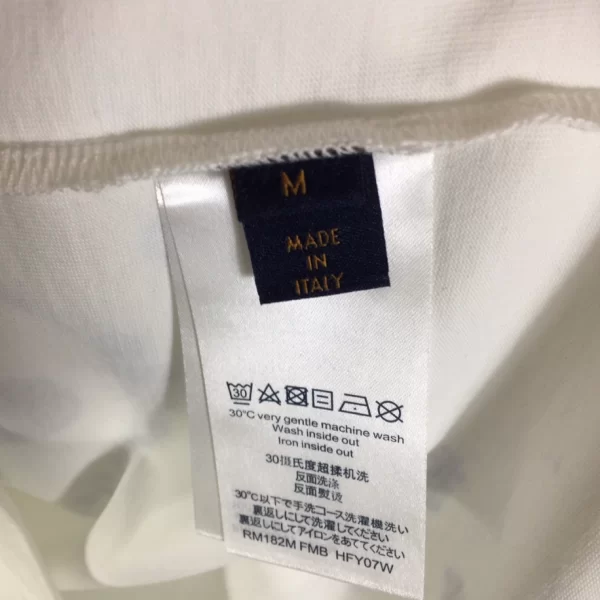 M
MADE
IN
ITALY
30
30°C very gentle machine wash
Wash inside out
Iron inside out
30摄氏度超揉机洗
反面洗涤
反面熨烫
30℃以下で手洗コース洗濯機洗い
裏返しにして洗濯してください
裏返しにしてアイロンをあててください
RM182M FMB HFY07W